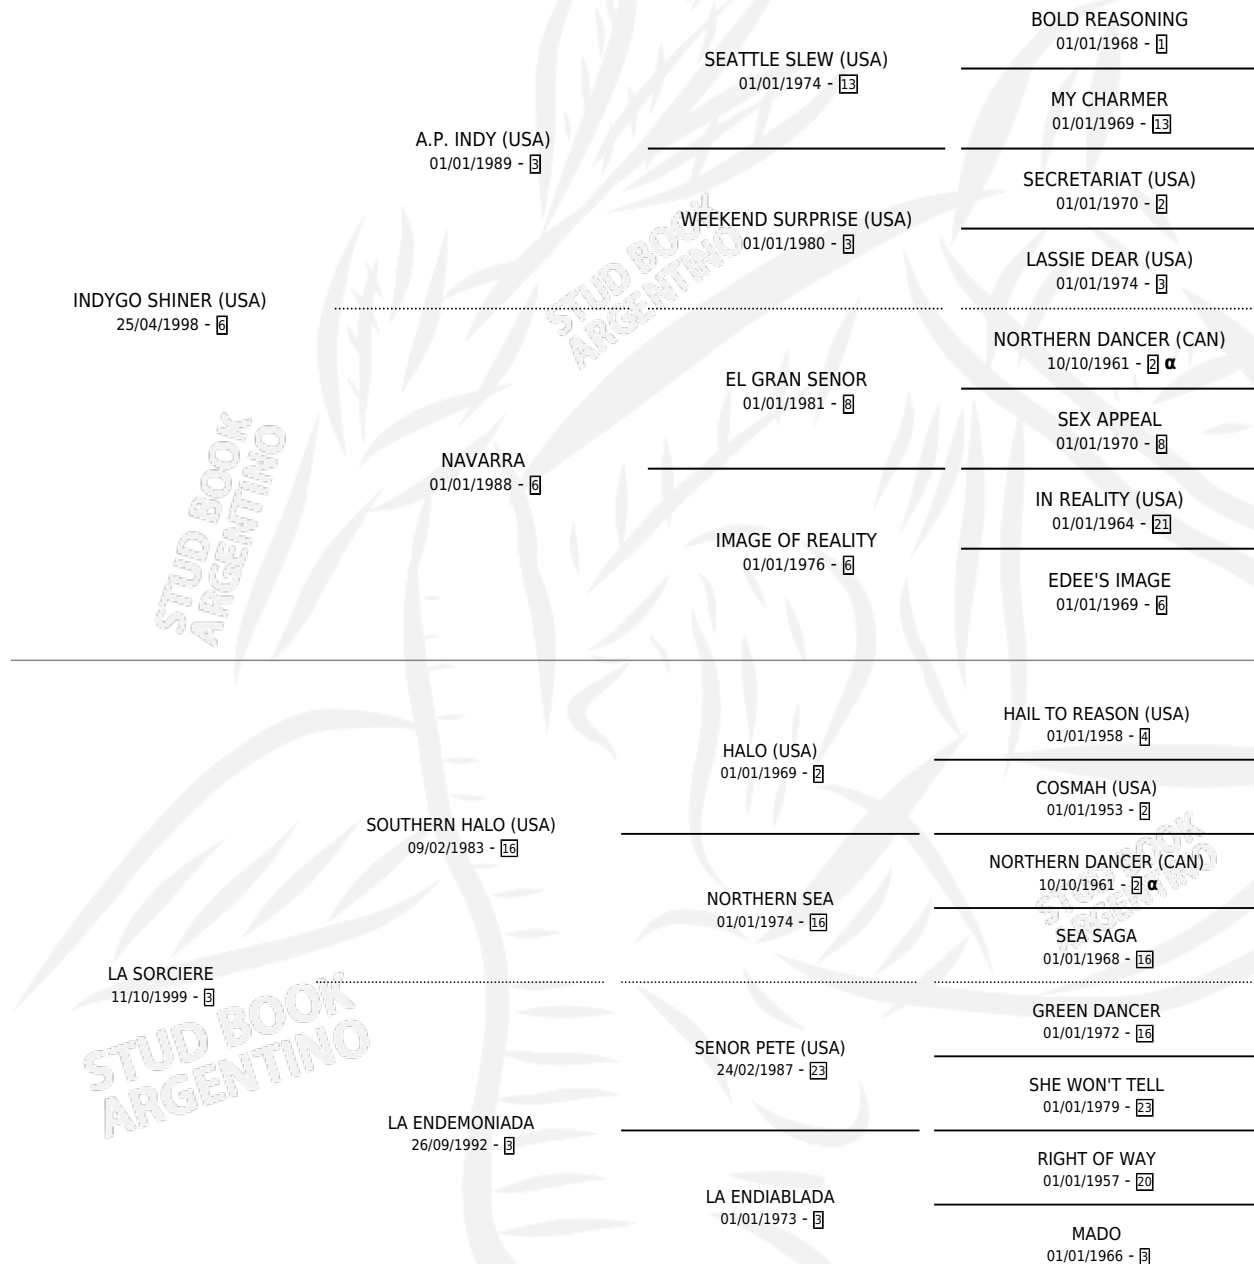 BOLD REASONING
01/01/1968 - 1
SEATTLE SLEW (USA)
01/01/1974 - 13
MY CHARMER
01/01/1969 - 13
A.P. INDY (USA)
01/01/1989 - 3
SECRETARIAT (USA)
01/01/1970 - 2
WEEKEND SURPRISE (USA)
01/01/1980 - 3
LASSIE DEAR (USA)
01/01/1974 - 3
INDYGO SHINER (USA)
25/04/1998 - 6
NORTHERN DANCER (CAN)
10/10/1961 - 2 α
EL GRAN SENOR
01/01/1981 - 8
SEX APPEAL
01/01/1970 - 8
NAVARRA
01/01/1988 - 6
IN REALITY (USA)
01/01/1964 - 21
IMAGE OF REALITY
01/01/1976 - 6
EDEE'S IMAGE
01/01/1969 - 6
HAIL TO REASON (USA)
01/01/1958 - 4
HALO (USA)
01/01/1969 - 2
COSMAH (USA)
01/01/1953 - 2
SOUTHERN HALO (USA)
09/02/1983 - 16
NORTHERN DANCER (CAN)
10/10/1961 - 2 α
NORTHERN SEA
01/01/1974 - 16
SEA SAGA
01/01/1968 - 16
LA SORCIERE
11/10/1999 - 3
GREEN DANCER
01/01/1972 - 16
SENOR PETE (USA)
24/02/1987 - 23
SHE WON'T TELL
01/01/1979 - 23
LA ENDEMONIADA
26/09/1992 - 3
RIGHT OF WAY
01/01/1957 - 20
LA ENDIABLADA
01/01/1973 - 3
MADO
01/01/1966 - 3
STUD BOOK
ARGENTINO
STUD BOOK
ARGENTINO
STUD BOOK
ARGENTINO
STUD BOOK
ARGENTINO